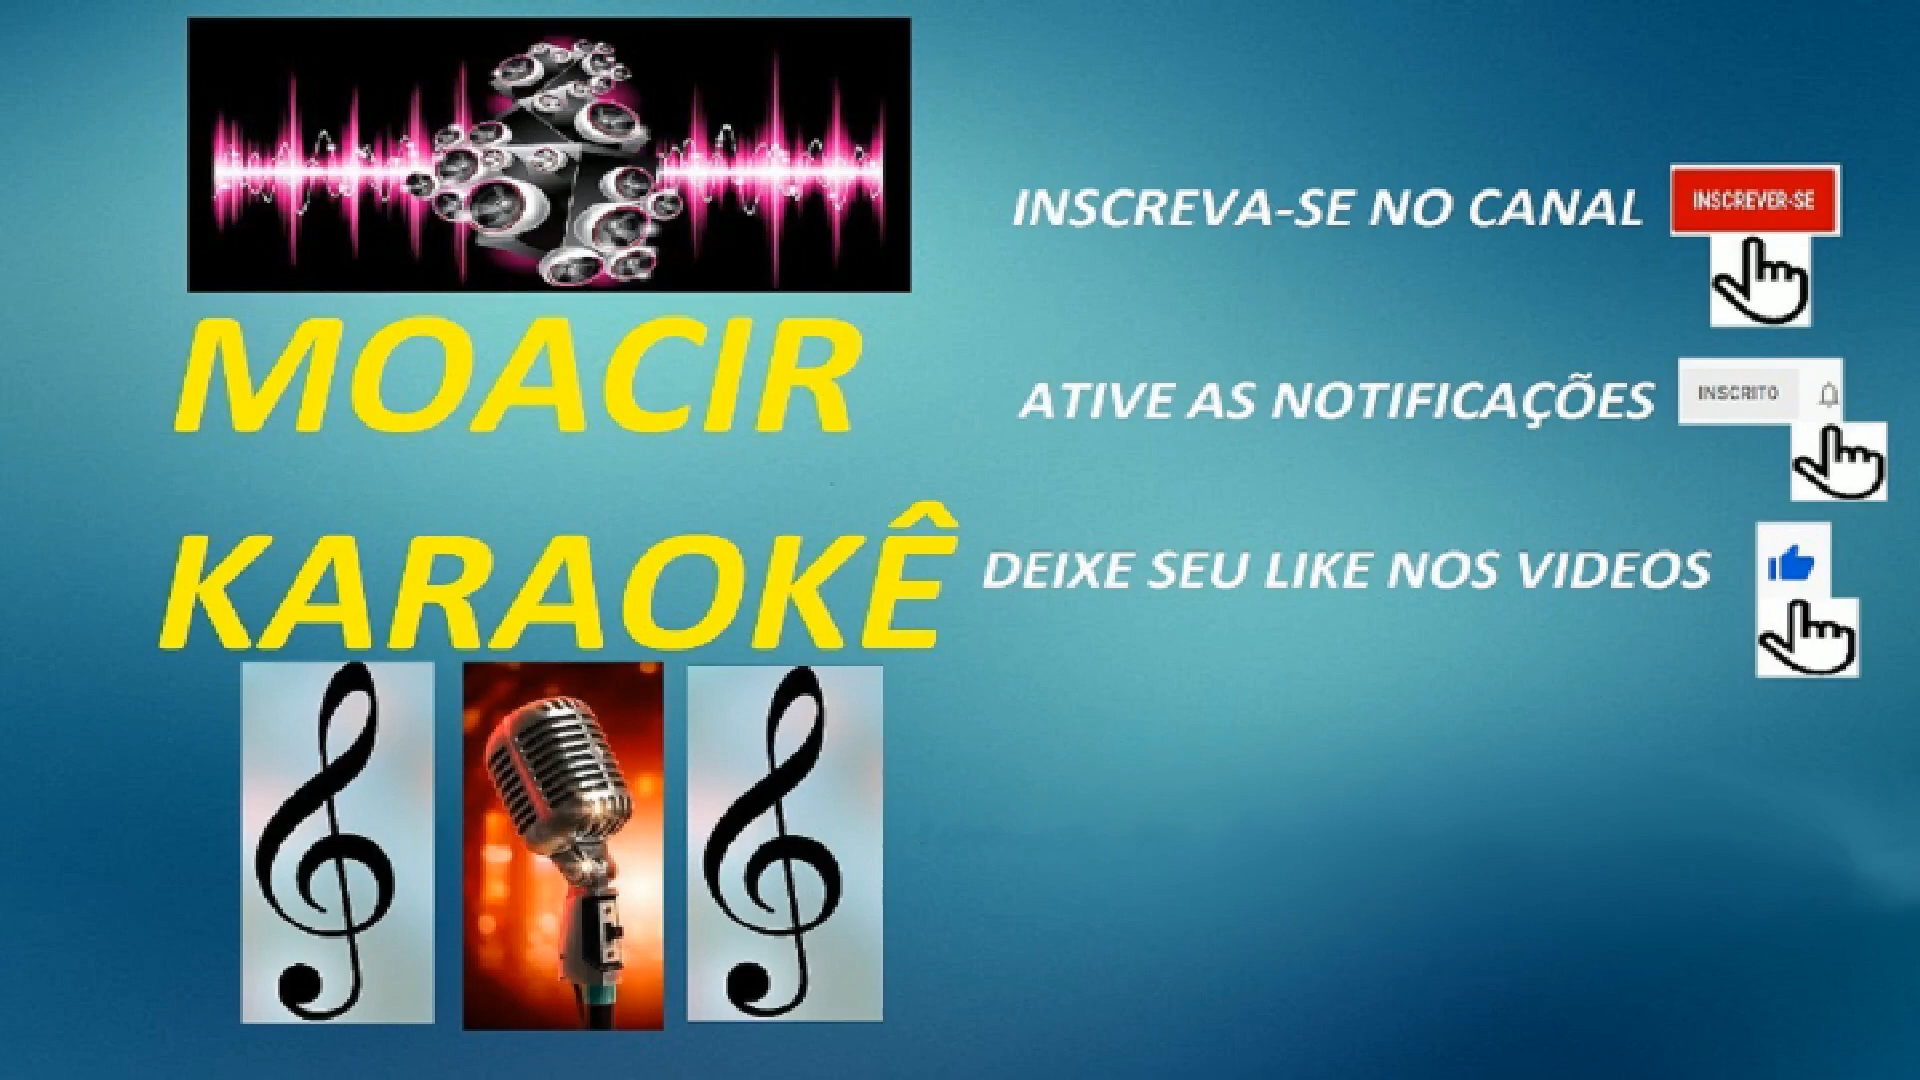 MOACIR
KARAOKÊ
INSCREVA-SE NO CANAL
INSCREVER-SE
ATIVE AS NOTIFICAÇÕES
INSCRITO
DEIXE SEU LIKE NOS VIDEOS